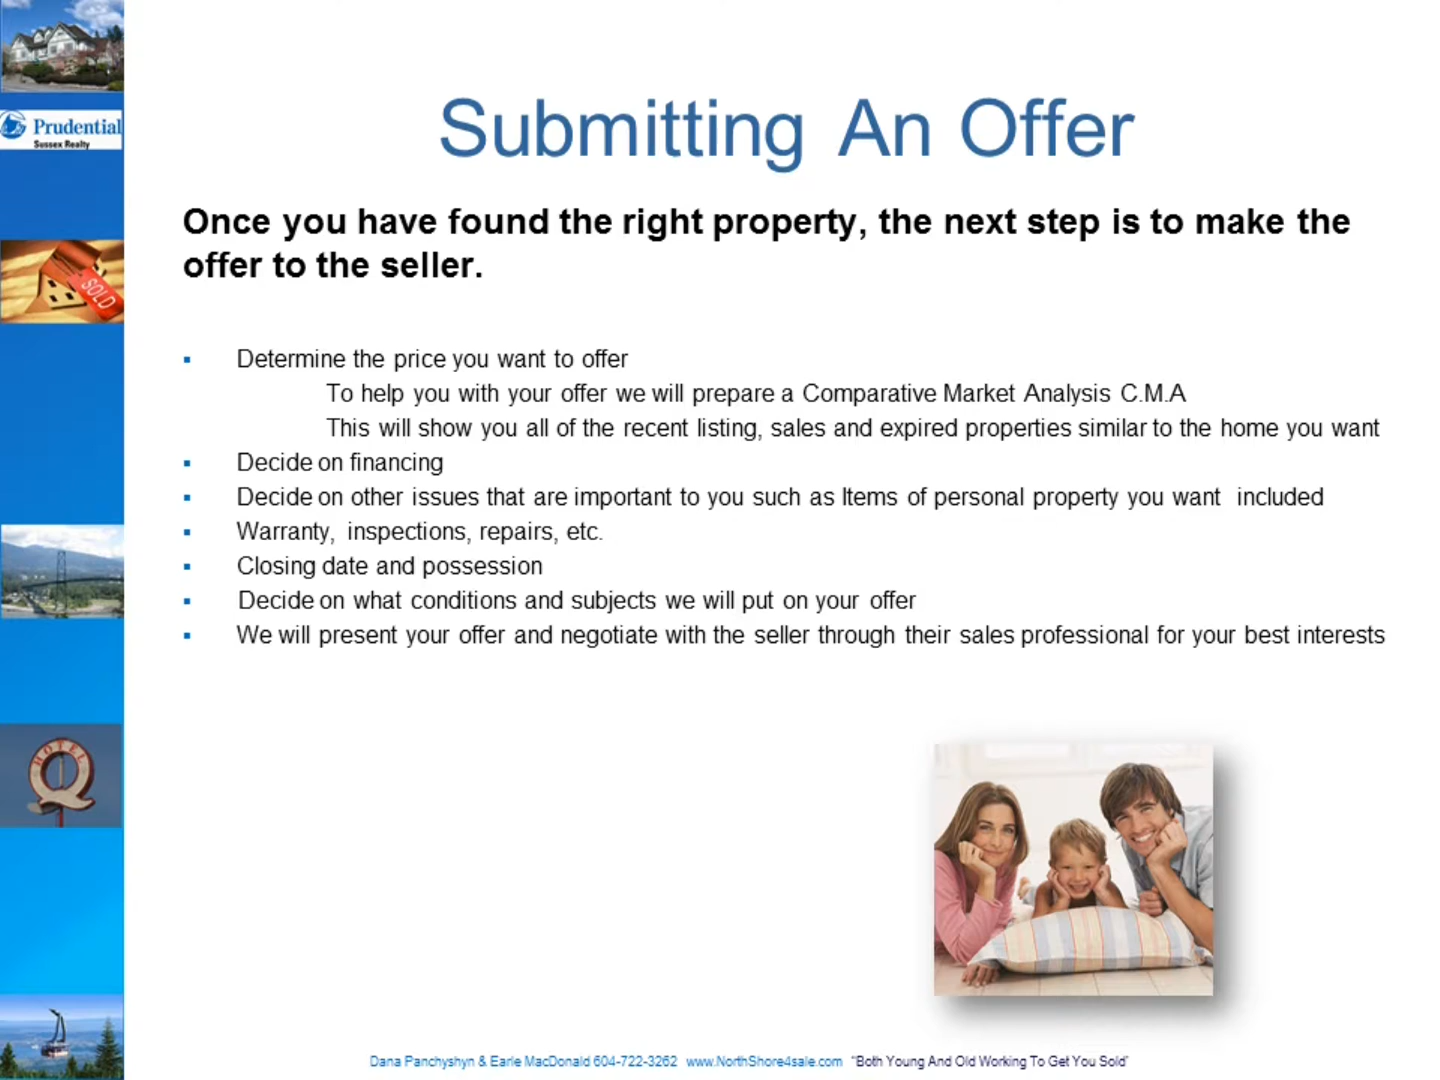 Prudential
Sussex Realty
SOLD
HOTEL
Q
Submitting An Offer
Once you have found the right property, the next step is to make the
offer to the seller.
▪ Determine the price you want to offer
To help you with your offer we will prepare a Comparative Market Analysis C.M.A
This will show you all of the recent listing, sales and expired properties similar to the home you want
▪ Decide on financing
▪ Decide on other issues that are important to you such as Items of personal property you want included
▪ Warranty, inspections, repairs, etc.
▪ Closing date and possession
▪ Decide on what conditions and subjects we will put on your offer
▪ We will present your offer and negotiate with the seller through their sales professional for your best interests
Dana Panchyshyn & Earle MacDonald 604-722-3262 www.NorthShore4sale.com "Both Young And Old Working To Get You Sold"